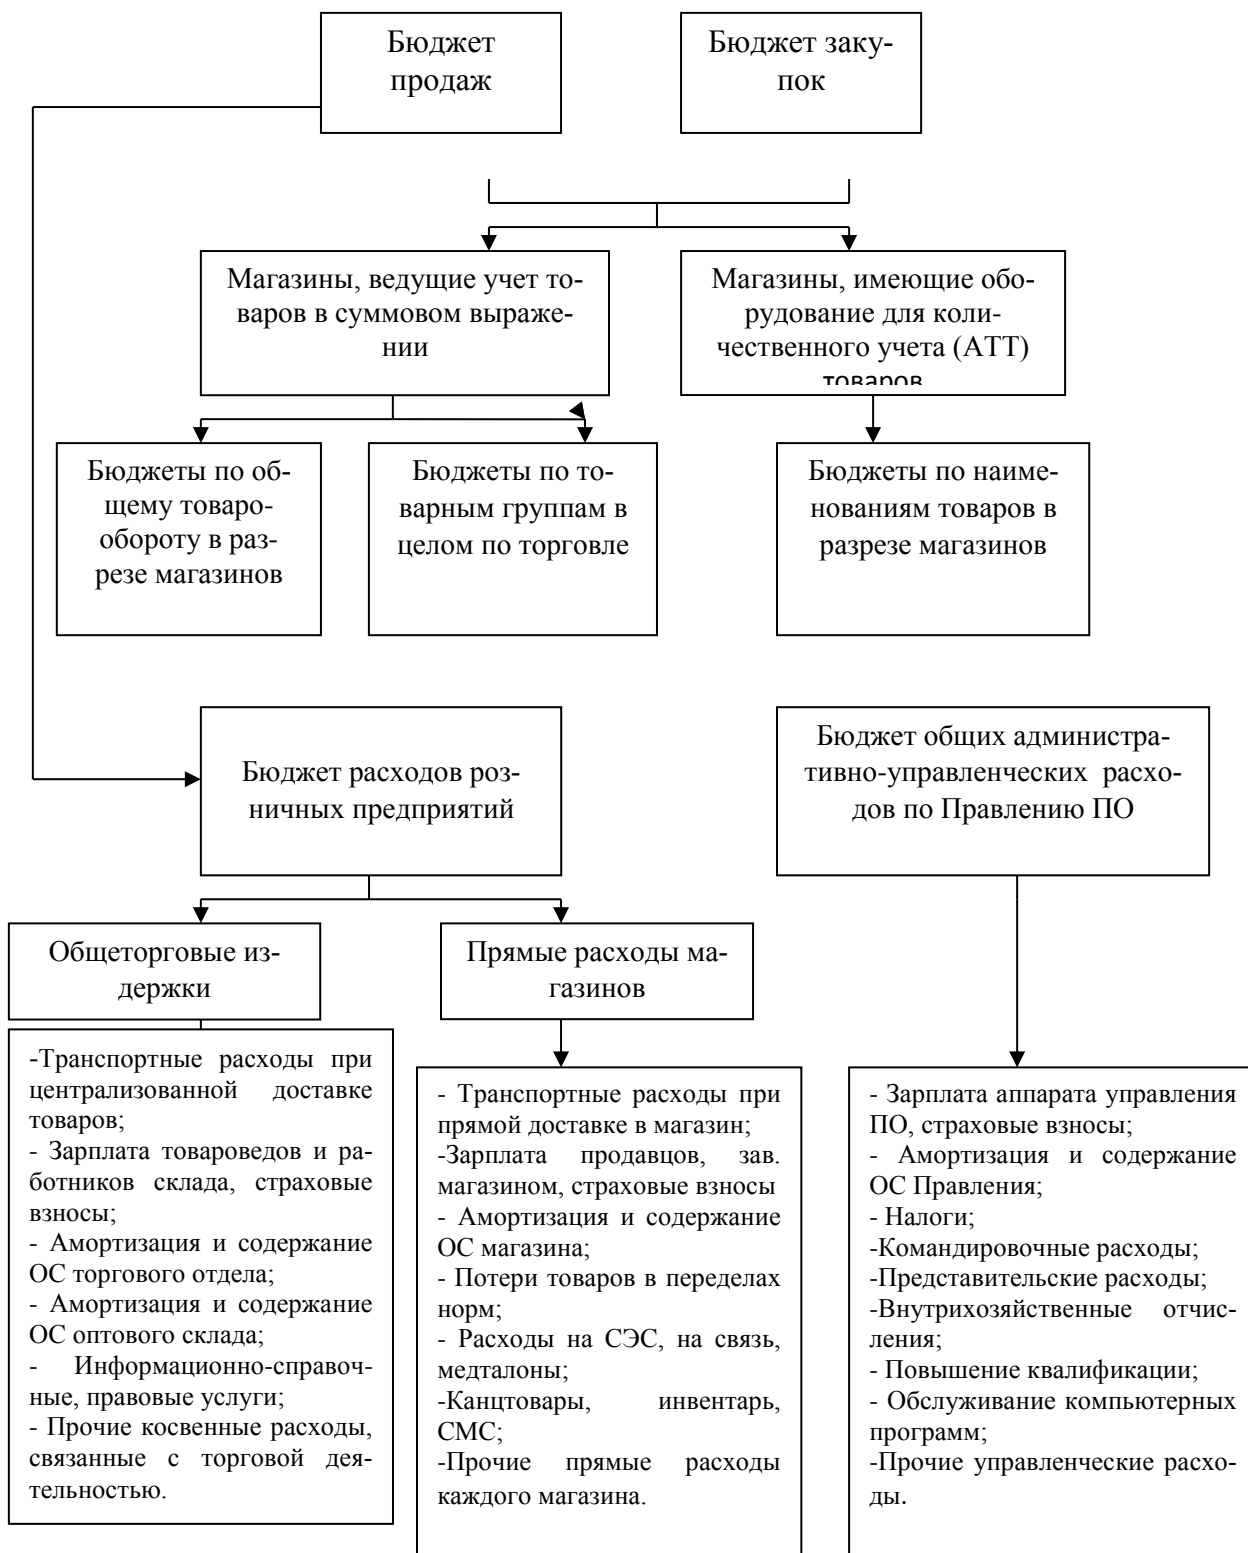 Бюджет
продаж
Бюджет заку-
пок
Магазины, ведущие учет то-
варов в суммовом выраже-
нии
Магазины, имеющие обо-
рудование для коли-
чественного учета (АТТ)
товаров
Бюджеты по об-
щему товаро-
обороту в раз-
резе магазинов
Бюджеты по то-
варным группам в
целом по торговле
Бюджеты по наиме-
нованиям товаров в
разрезе магазинов
Бюджет расходов роз-
ничных предприятий
Бюджет общих администра-
тивно-управленческих расхо-
дов по Правлению ПО
Общеторговые из-
держки
Прямые расходы ма-
газинов
-Транспортные расходы при
централизованной доставке
товаров;
- Зарплата товароведов и ра-
ботников склада, страховые
взносы;
- Амортизация и содержание
ОС торгового отдела;
- Амортизация и содержание
ОС оптового склада;
- Информационно-справоч-
ные, правовые услуги;
- Прочие косвенные расходы,
связанные с торговой дея-
тельностью.
- Транспортные расходы при
прямой доставке в магазин;
-Зарплата продавцов, зав.
магазином, страховые взносы
- Амортизация и содержание
ОС магазина;
- Потери товаров в переделах
норм;
- Расходы на СЭС, на связь,
медталоны;
-Канцтовары, инвентарь,
СМС;
-Прочие прямые расходы
каждого магазина.
- Зарплата аппарата управления
ПО, страховые взносы;
- Амортизация и содержание
ОС Правления;
- Налоги;
-Командировочные расходы;
-Представительские расходы;
-Внутрихозяйственные отчис-
ления;
- Повышение квалификации;
- Обслуживание компьютерных
программ;
-Прочие управленческие расхо-
ды.